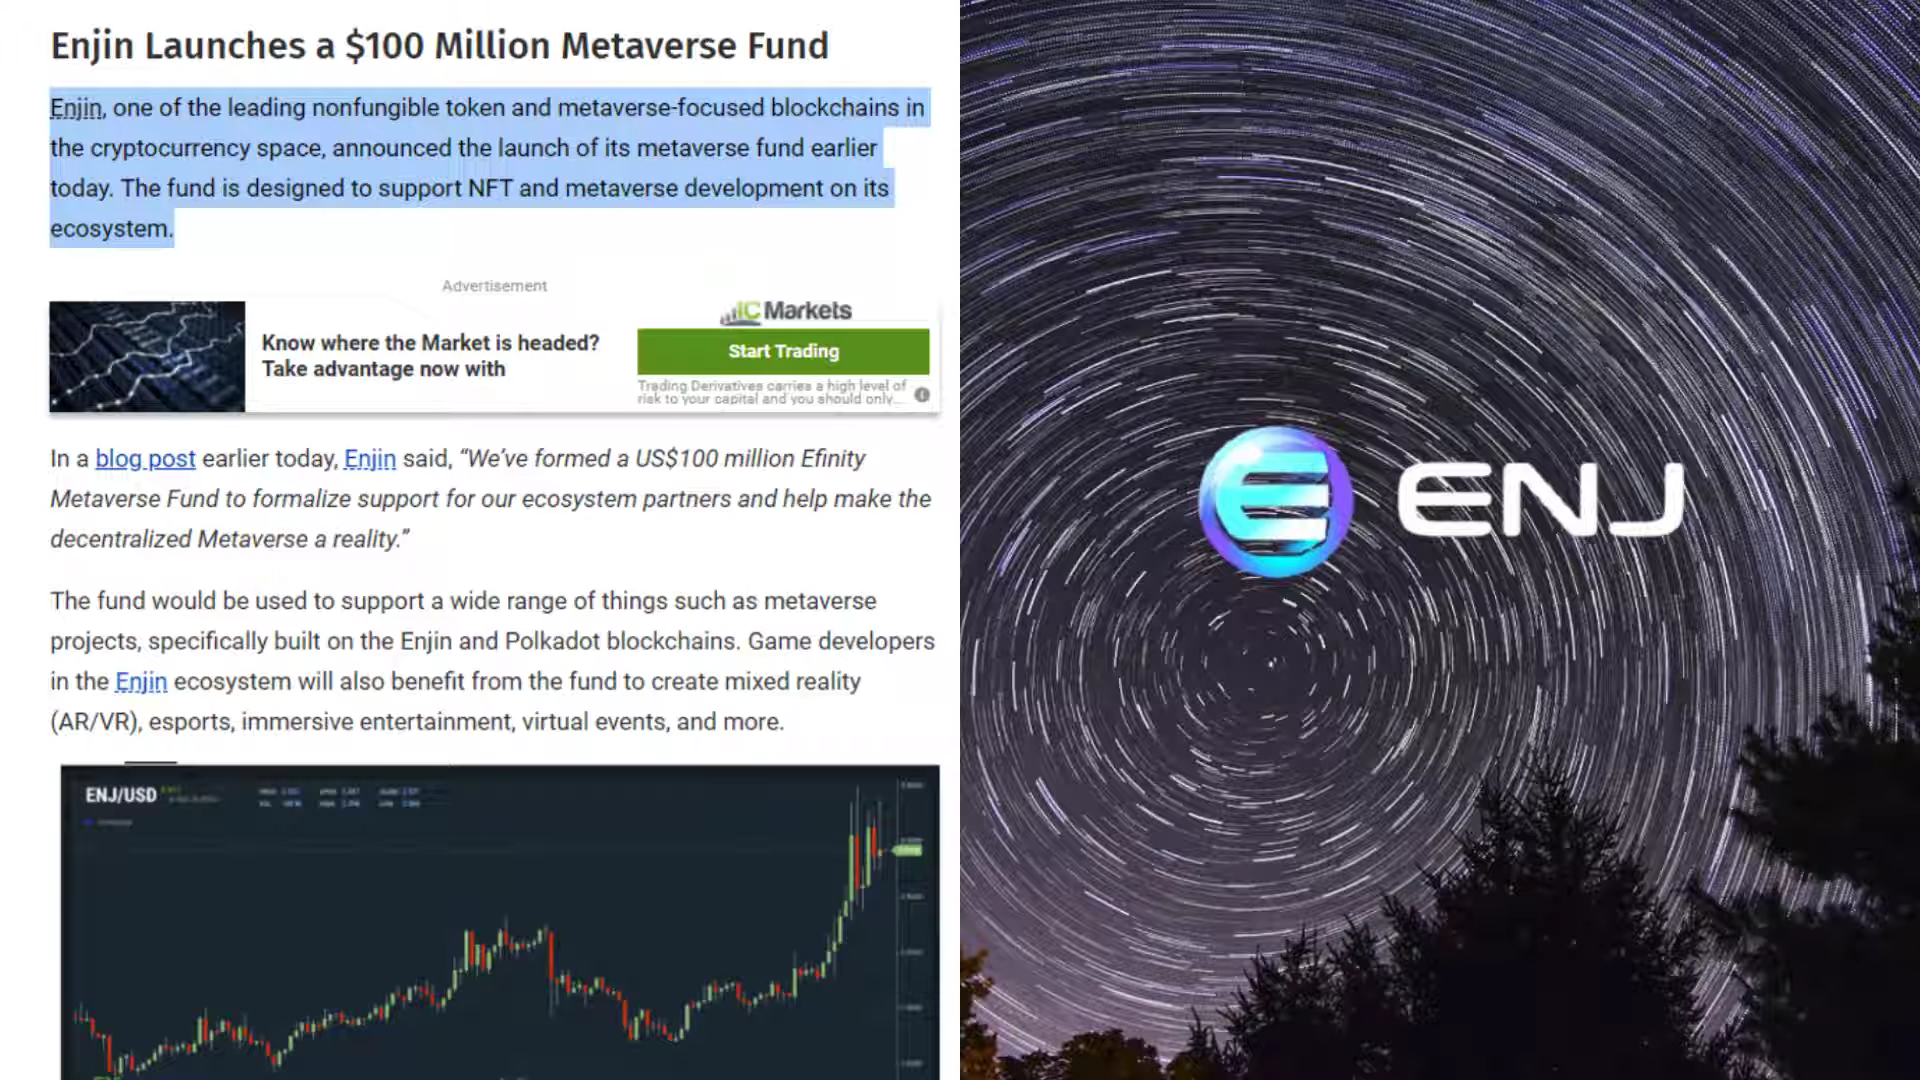 Enjin Launches a $100 Million Metaverse Fund
Enjin, one of the leading nonfungible token and metaverse-focused blockchains in
the cryptocurrency space, announced the launch of its metaverse fund earlier
today. The fund is designed to support NFT and metaverse development on its
ecosystem.
Advertisement
Know where the Market is headed?
Take advantage now with
IC Markets
Start Trading
Trading Derivatives carries a high level of
risk to your capital and you should only...
In a blog post earlier today, Enjin said, “We’ve formed a US$100 million Efinity
Metaverse Fund to formalize support for our ecosystem partners and help make the
decentralized Metaverse a reality.”
The fund would be used to support a wide range of things such as metaverse
projects, specifically built on the Enjin and Polkadot blockchains. Game developers
in the Enjin ecosystem will also benefit from the fund to create mixed reality
(AR/VR), esports, immersive entertainment, virtual events, and more.
ENJ/USD
ENJ